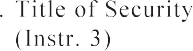 . Title of Security
(Instr. 3)